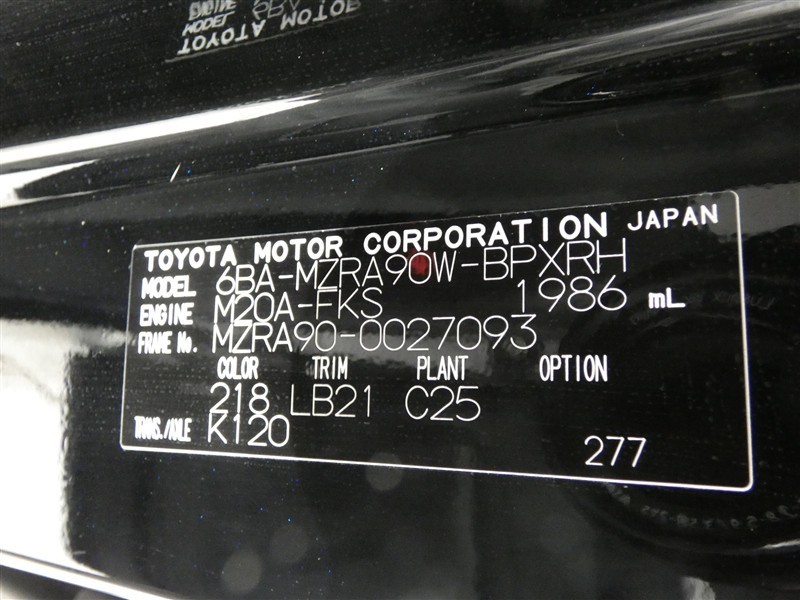 TOYOTA MOTOR CORPORATION JAPAN
MODEL 6BA-MZRA90W-BPXRH
ENGINE M20A-FKS 1986 mL
FRAME No. MZRA90-0027093
COLOR TRIM PLANT OPTION
218 LB21 C25
TRANS./AXLE K120
277